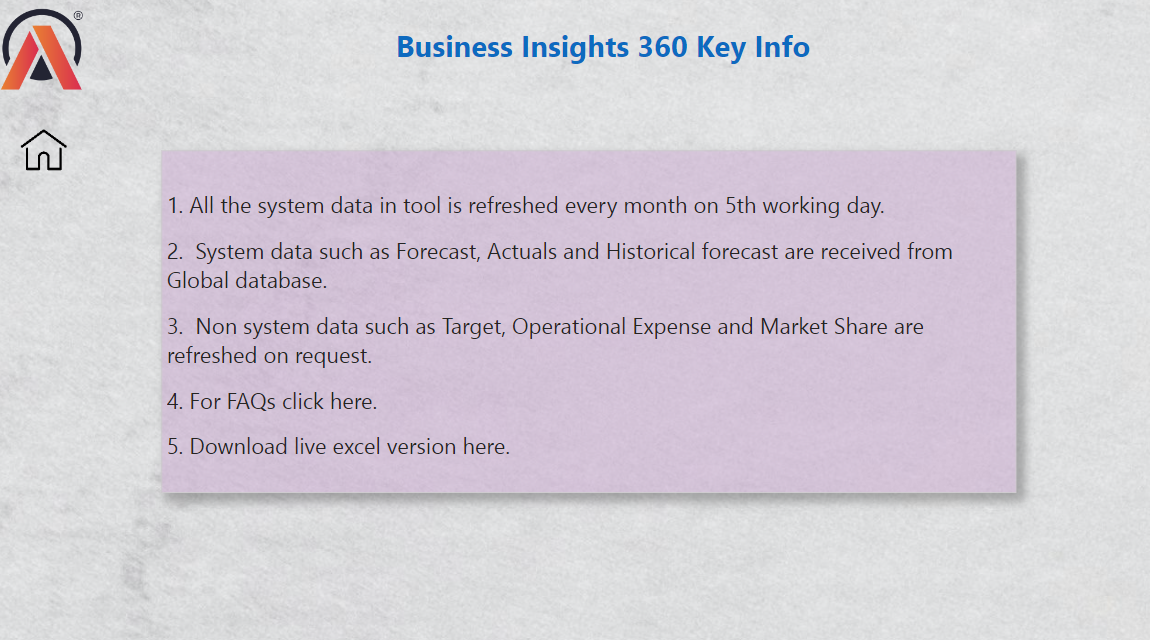 ®
Business Insights 360 Key Info
1. All the system data in tool is refreshed every month on 5th working day.
2.  System data such as Forecast, Actuals and Historical forecast are received from
Global database.
3.  Non system data such as Target, Operational Expense and Market Share are
refreshed on request.
4. For FAQs click here.
5. Download live excel version here.